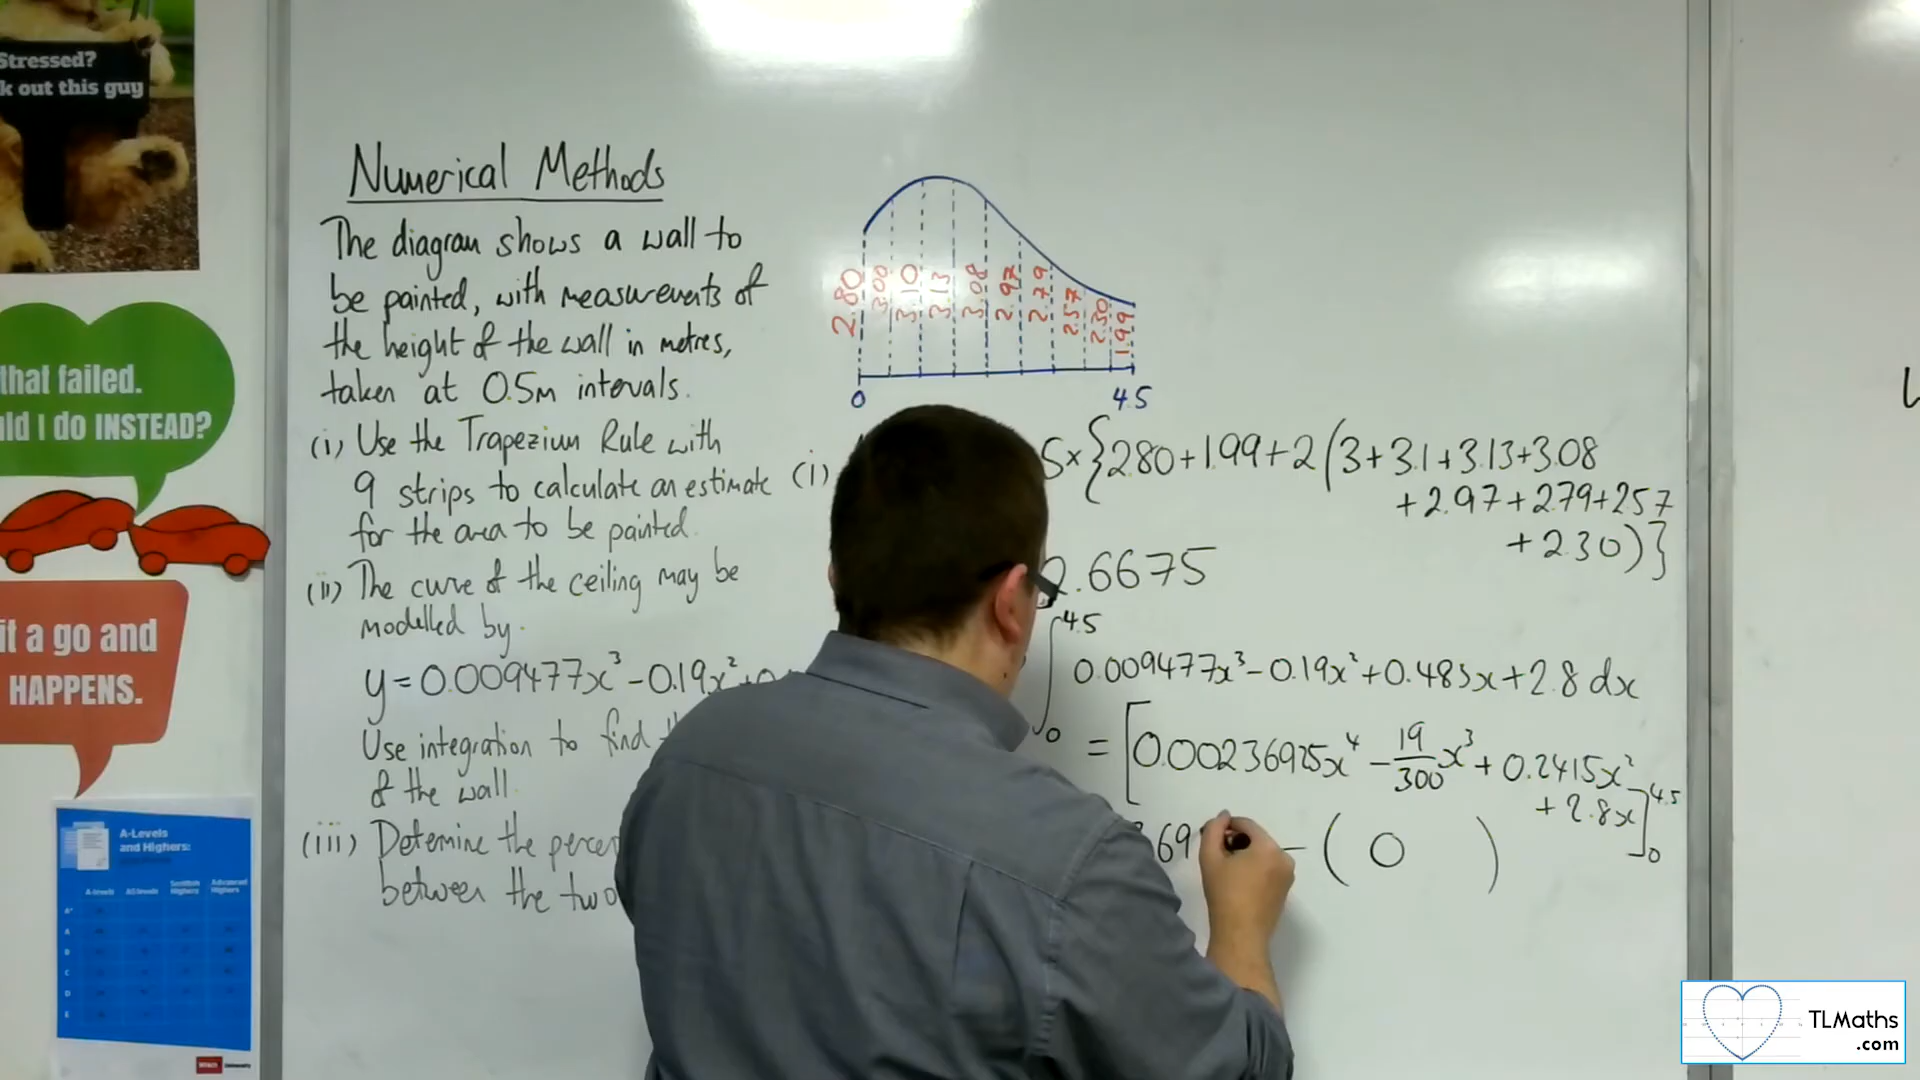 Stressed?
k out this guy
that failed.
ld I do INSTEAD?
it a go and
HAPPENS.
A-Levels
and Highers:
Numerical Methods
The diagram shows a wall to
be painted, with measurements of
the height of the wall in metres,
taken at 0.5m intervals.
(i) Use the Trapezium Rule with
9 strips to calculate an estimate
for the area to be painted.
(ii) The curve of the ceiling may be
modelled by:
y=0.009477x³-0.19x²+0
Use integration to find
of the wall.
(iii) Determine the percen
between the two
2.80 3.00 3.10 3.13 3.08 2.97 2.79 2.57 2.30 1.99
0 4.5
(i) 5×{2.80+1.99+2(3+3.1+3.13+3.08
+2.97+2.79+2.57
+2.30)}
2.6675
∫₀^4.5 0.009477x³-0.19x²+0.483x+2.8 dx
=[0.00236925x⁴-19/300x³+0.2415x²
+2.8x]₀^4.5
69 -(0)
TLMaths
.com